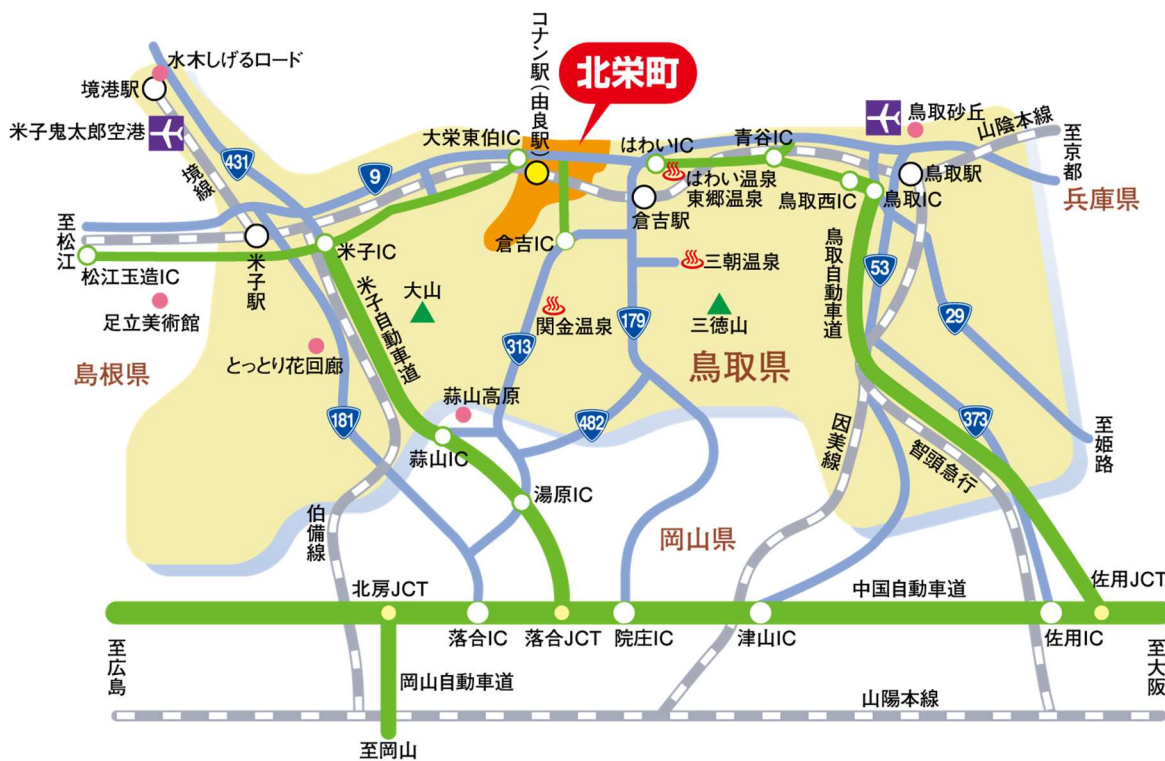 水木しげるロード
境港駅
米子鬼太郎空港
境線
431
9
大栄東伯IC
コナン駅(由良駅)
北栄町
はわいIC
青谷IC
鳥取砂丘
山陰本線
至京都
兵庫県
はわい温泉
東郷温泉
倉吉駅
鳥取西IC
鳥取IC
鳥取駅
至松江
松江玉造IC
米子駅
米子IC
倉吉IC
足立美術館
島根県
とっとり花回廊
米子自動車道
大山
関金温泉
三朝温泉
三徳山
313
179
鳥取県
鳥取自動車道
53
29
373
至姫路
181
蒜山高原
蒜山IC
482
湯原IC
因美線
智頭急行
伯備線
岡山県
北房JCT
中国自動車道
佐用JCT
落合IC
落合JCT
院庄IC
津山IC
佐用IC
至広島
至大阪
岡山自動車道
山陽本線
至岡山